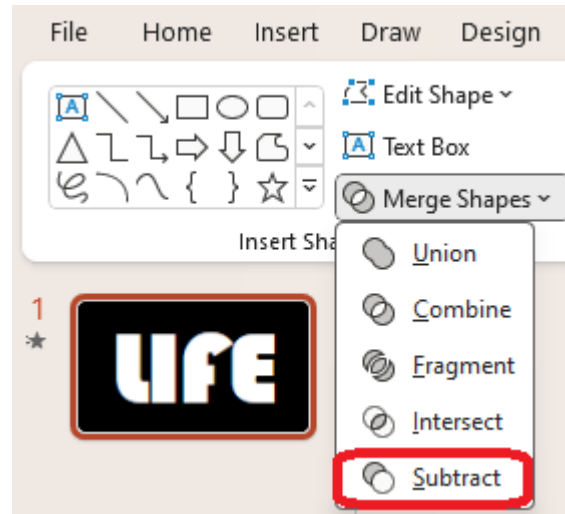 File Home Insert Draw Design
Edit Shape
A Text Box
Merge Shapes
Insert Sha
Union
Combine
Fragment
Intersect
Subtract
1
LIFE